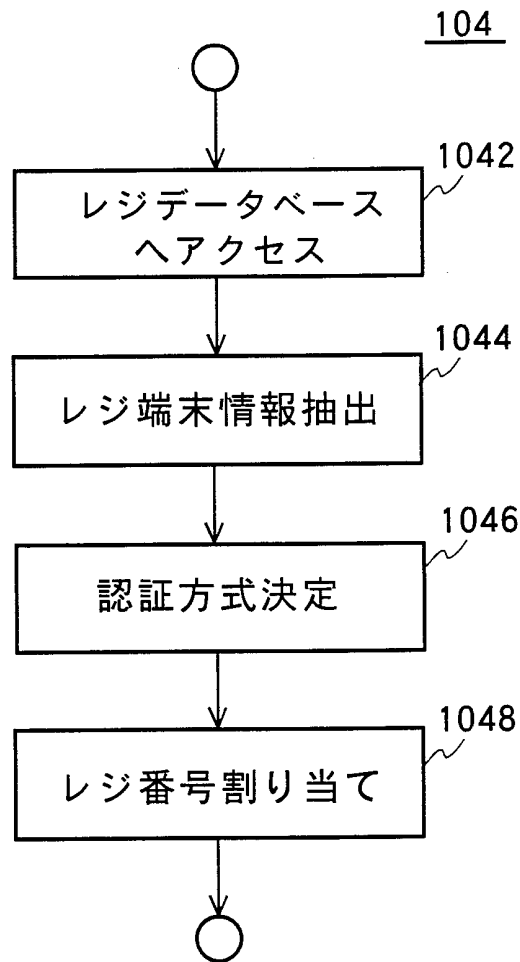 104
1042
レジデータベース
へアクセス
1044
レジ端末情報抽出
1046
認証方式決定
1048
レジ番号割り当て